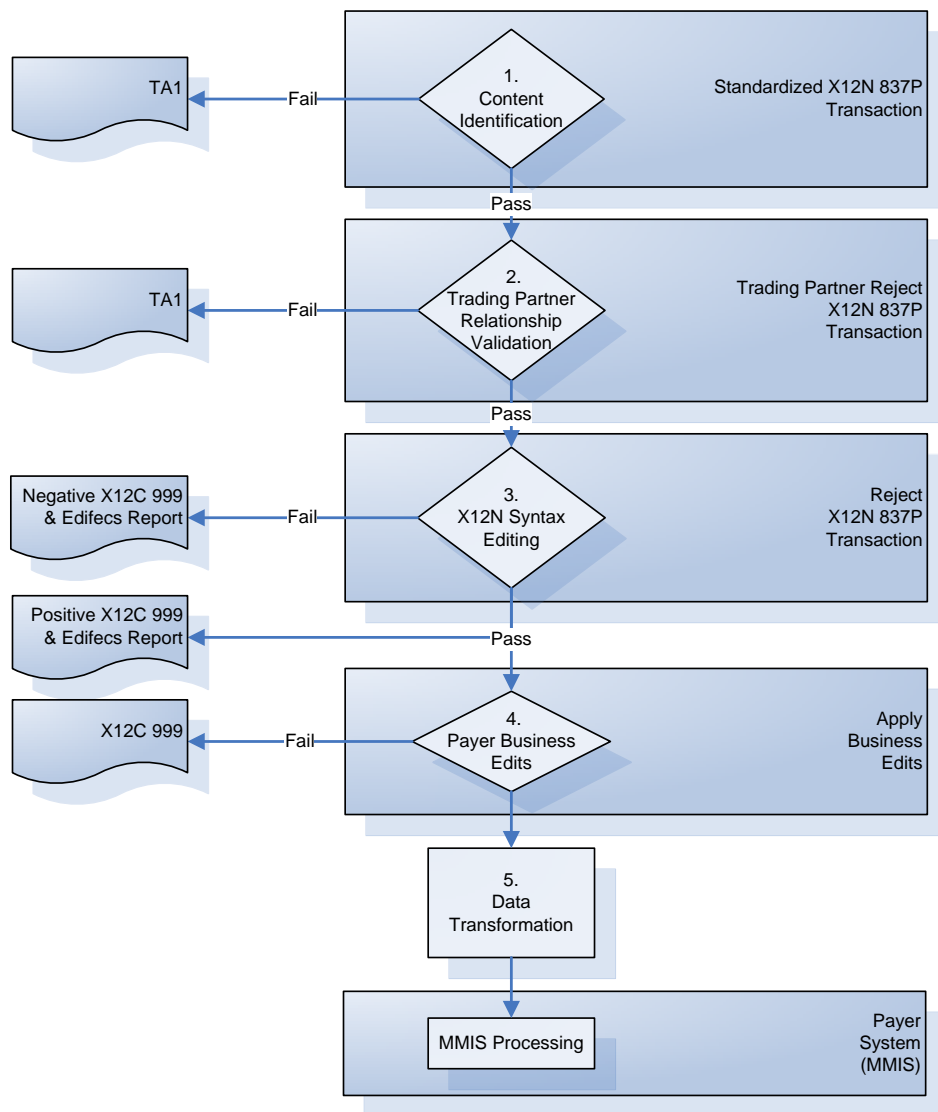 TA1
Fail
1.
Content
Identification
Standardized X12N 837P
Transaction
Pass
TA1
Fail
2.
Trading Partner
Relationship
Validation
Trading Partner Reject
X12N 837P
Transaction
Pass
Negative X12C 999
& Edifecs Report
Fail
3.
X12N Syntax
Editing
Reject
X12N 837P
Transaction
Positive X12C 999
& Edifecs Report
Pass
X12C 999
Fail
4.
Payer Business
Edits
Apply
Business
Edits
5.
Data
Transformation
MMIS Processing
Payer
System
(MMIS)